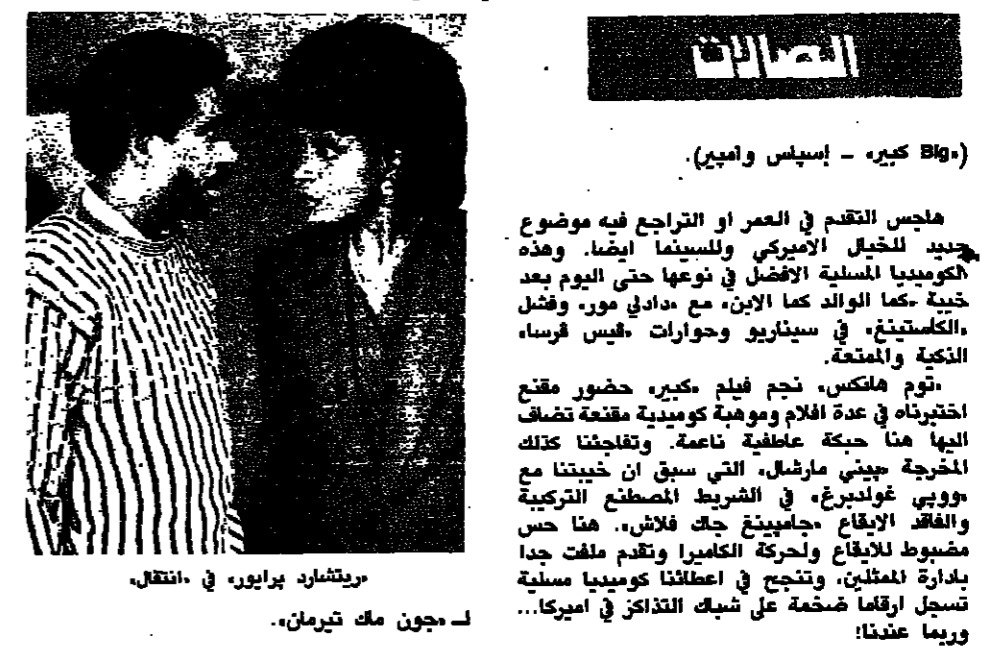 الصالات
(«Big كبير» – إسباس وامبير).
هاجس التقدم في العمر او التراجع فيه موضوع
جديد للخيال الاميركي وللسينما ايضا. وهذه
الكوميديا المسلية الافضل في نوعها حتى اليوم بعد
خيبة «كما الوالد كما الابن» مع «دادلي مور» وفشل
«الكاستينغ» في سيناريو وحوارات «فيس فرسا»
الذكية والممتعة.
«توم هانكس» نجم فيلم «كبير» حضور مقنع
اختبرناه في عدة افلام وموهبة كوميدية مقنعة تضاف
اليها هنا حبكة عاطفية ناعمة. وتفاجئنا كذلك
المخرجة «بيني مارشال» التي سبق ان خيبتنا مع
«ووبي غولدبرغ» في الشريط المصطنع التركيبة
والفاقد الايقاع «جامبينغ جاك فلاش». هنا حس
مضبوط للايقاع ولحركة الكاميرا وتقدم ملفت جدا
بادارة الممثلين. وتنجح في اعطائنا كوميديا مسلية
تسجل ارقاما ضخمة على شباك التذاكر في اميركا...
وربما عندنا!
«ريتشارد برايور» في «انتقال»
لــ «جون ماك تيرمان».